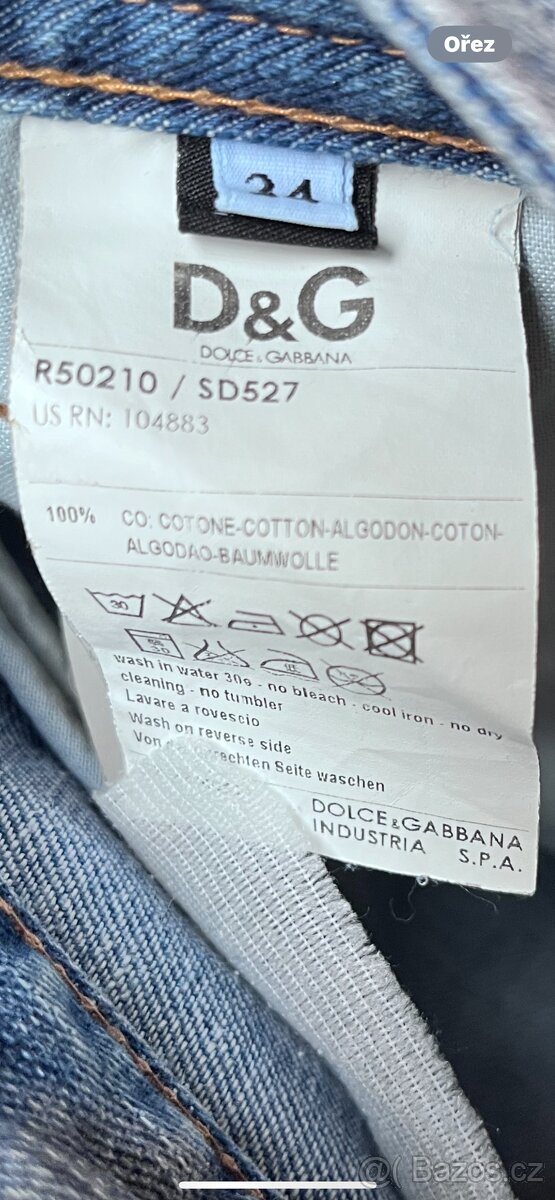 Ořez
24
D&G
DOLCE & GABBANA
R50210 / SD527
US RN: 104883
100% CO: COTONE-COTTON-ALGODON-COTON-
ALGODAO-BAUMWOLLE
30
30
wash in water 30° - no bleach - cool iron - no dry
cleaning - no tumbler
Lavare a rovescio
Wash on reverse side
Von rechten Seite waschen
DOLCE & GABBANA
INDUSTRIA S.P.A.
@( Bazos.cz